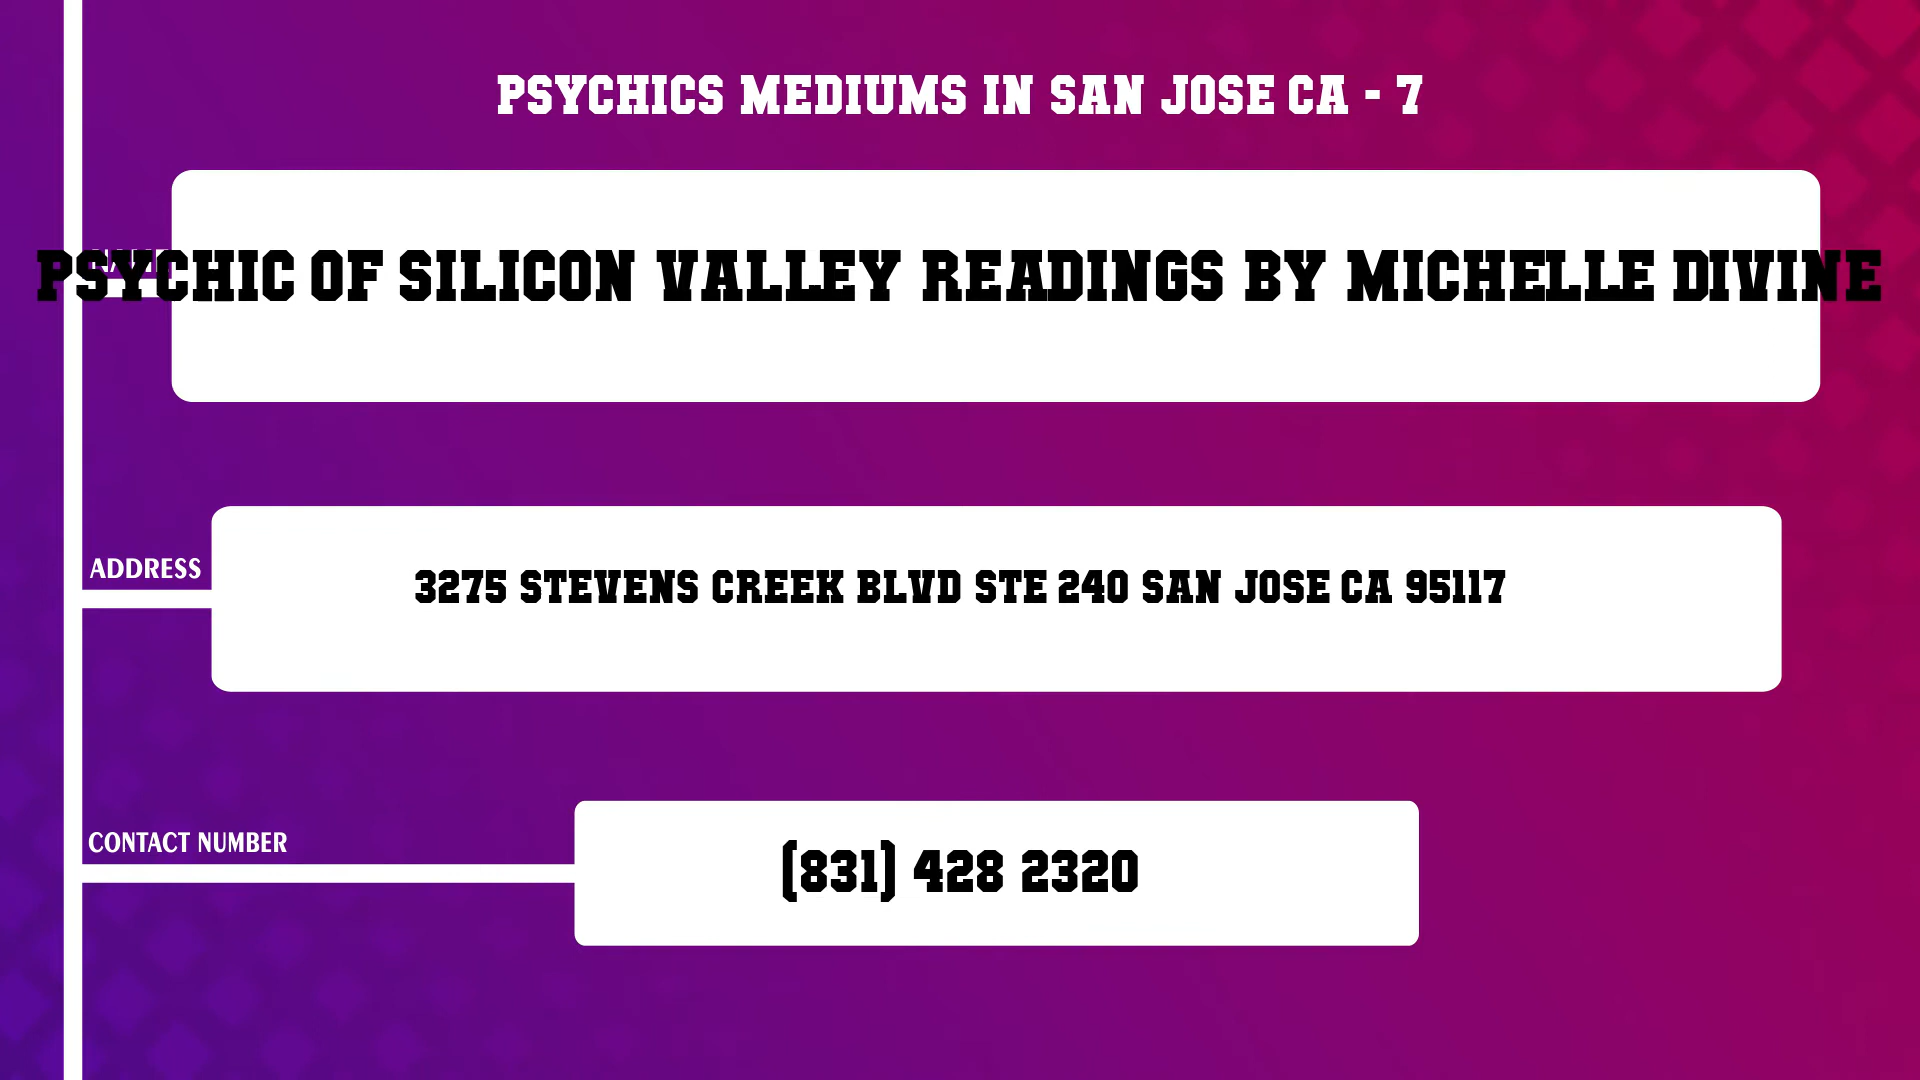 PSYCHICS MEDIUMS IN SAN JOSE CA - 7
NAME
PSYCHIC OF SILICON VALLEY READINGS BY MICHELLE DIVINE
ADDRESS
3275 STEVENS CREEK BLVD STE 240 SAN JOSE CA 95117
CONTACT NUMBER
(831) 428 2320